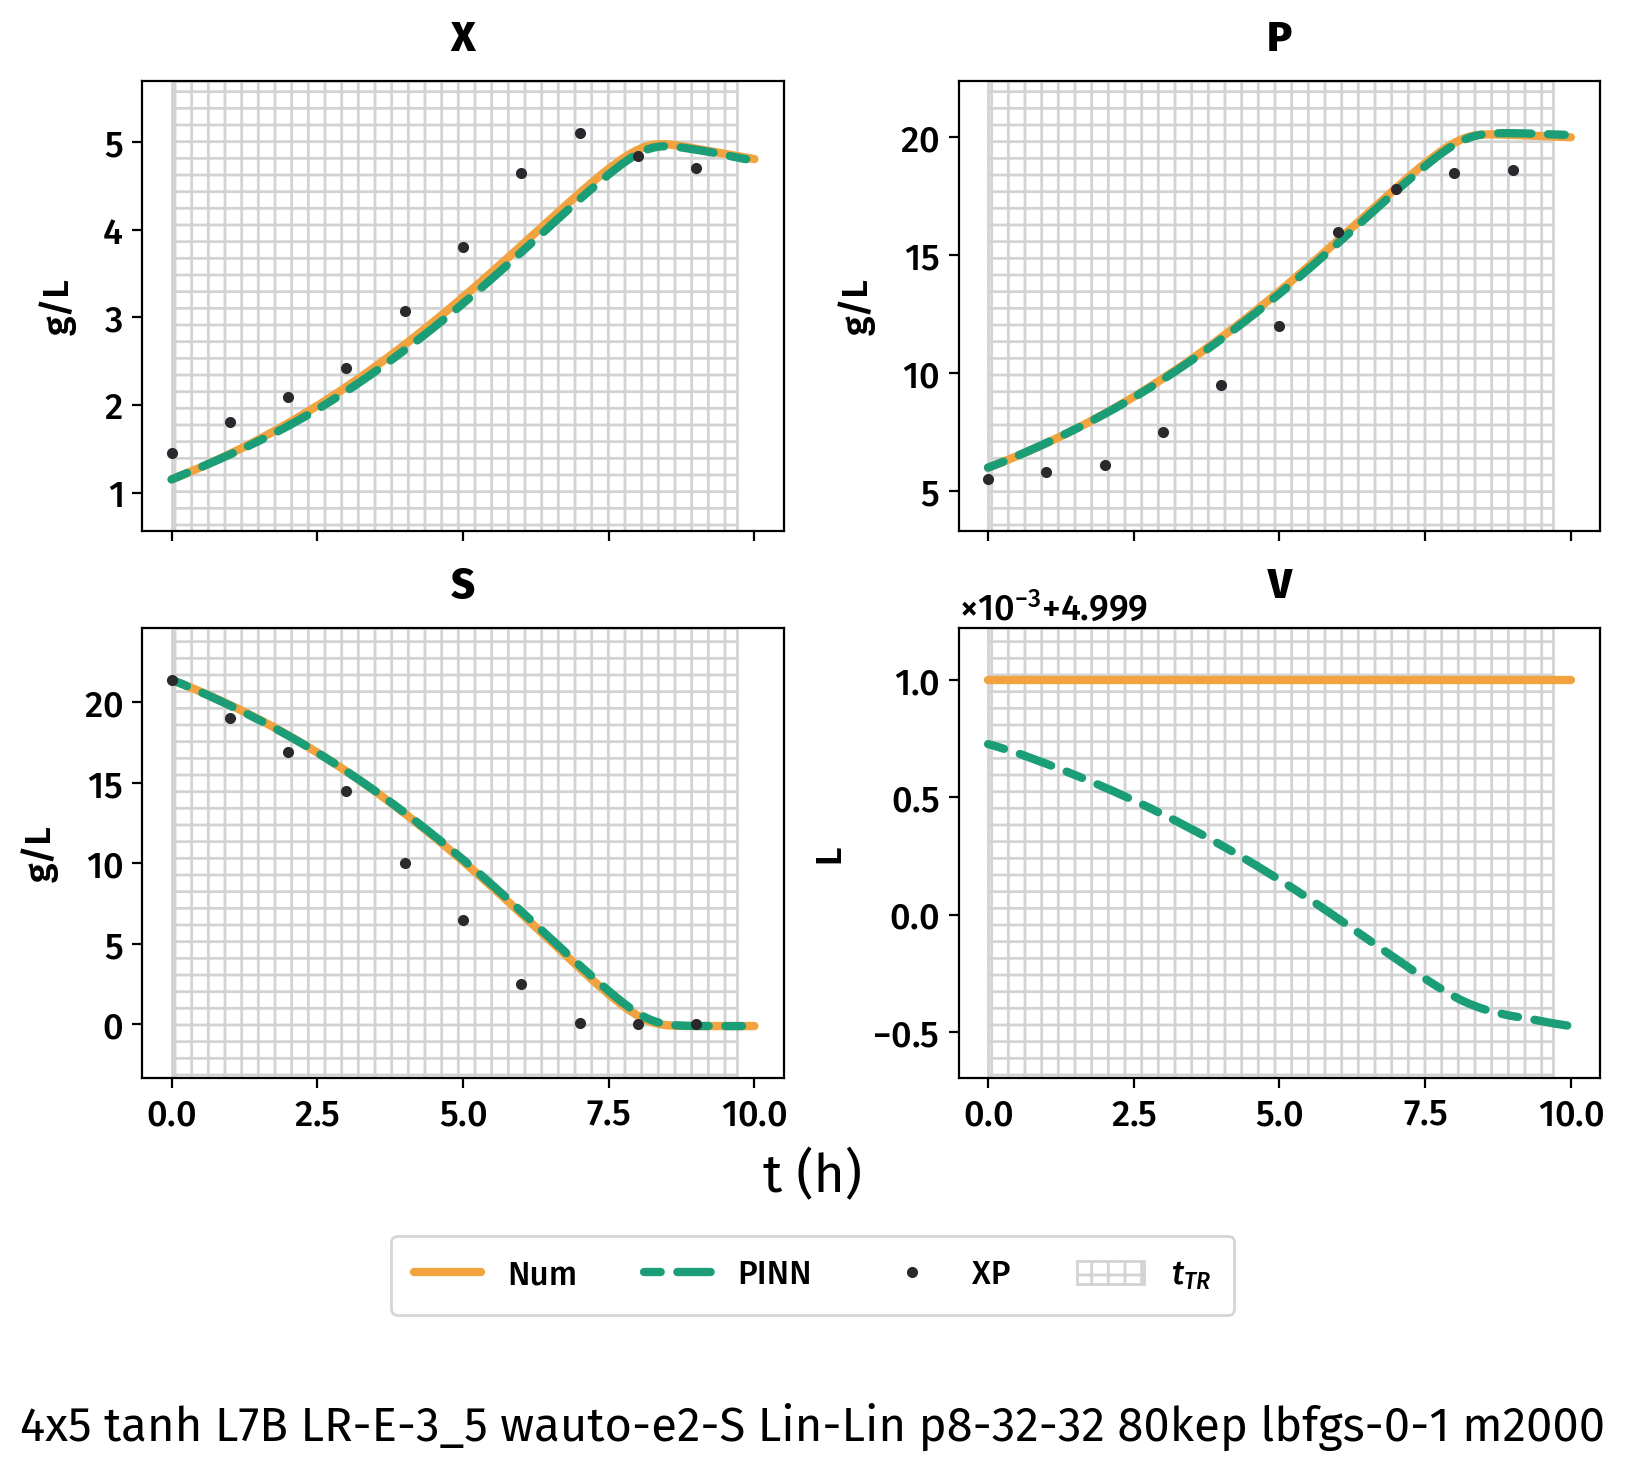 X
P
5
4
3
2
1
g/L
20
15
10
5
g/L
S
V
×10⁻³+4.999
20
15
10
5
0
g/L
1.0
0.5
0.0
−0.5
L
0.0 2.5 5.0 7.5 10.0
0.0 2.5 5.0 7.5 10.0
t (h)
Num PINN XP t_TR
4x5 tanh L7B LR-E-3_5 wauto-e2-S Lin-Lin p8-32-32 80kep lbfgs-0-1 m2000